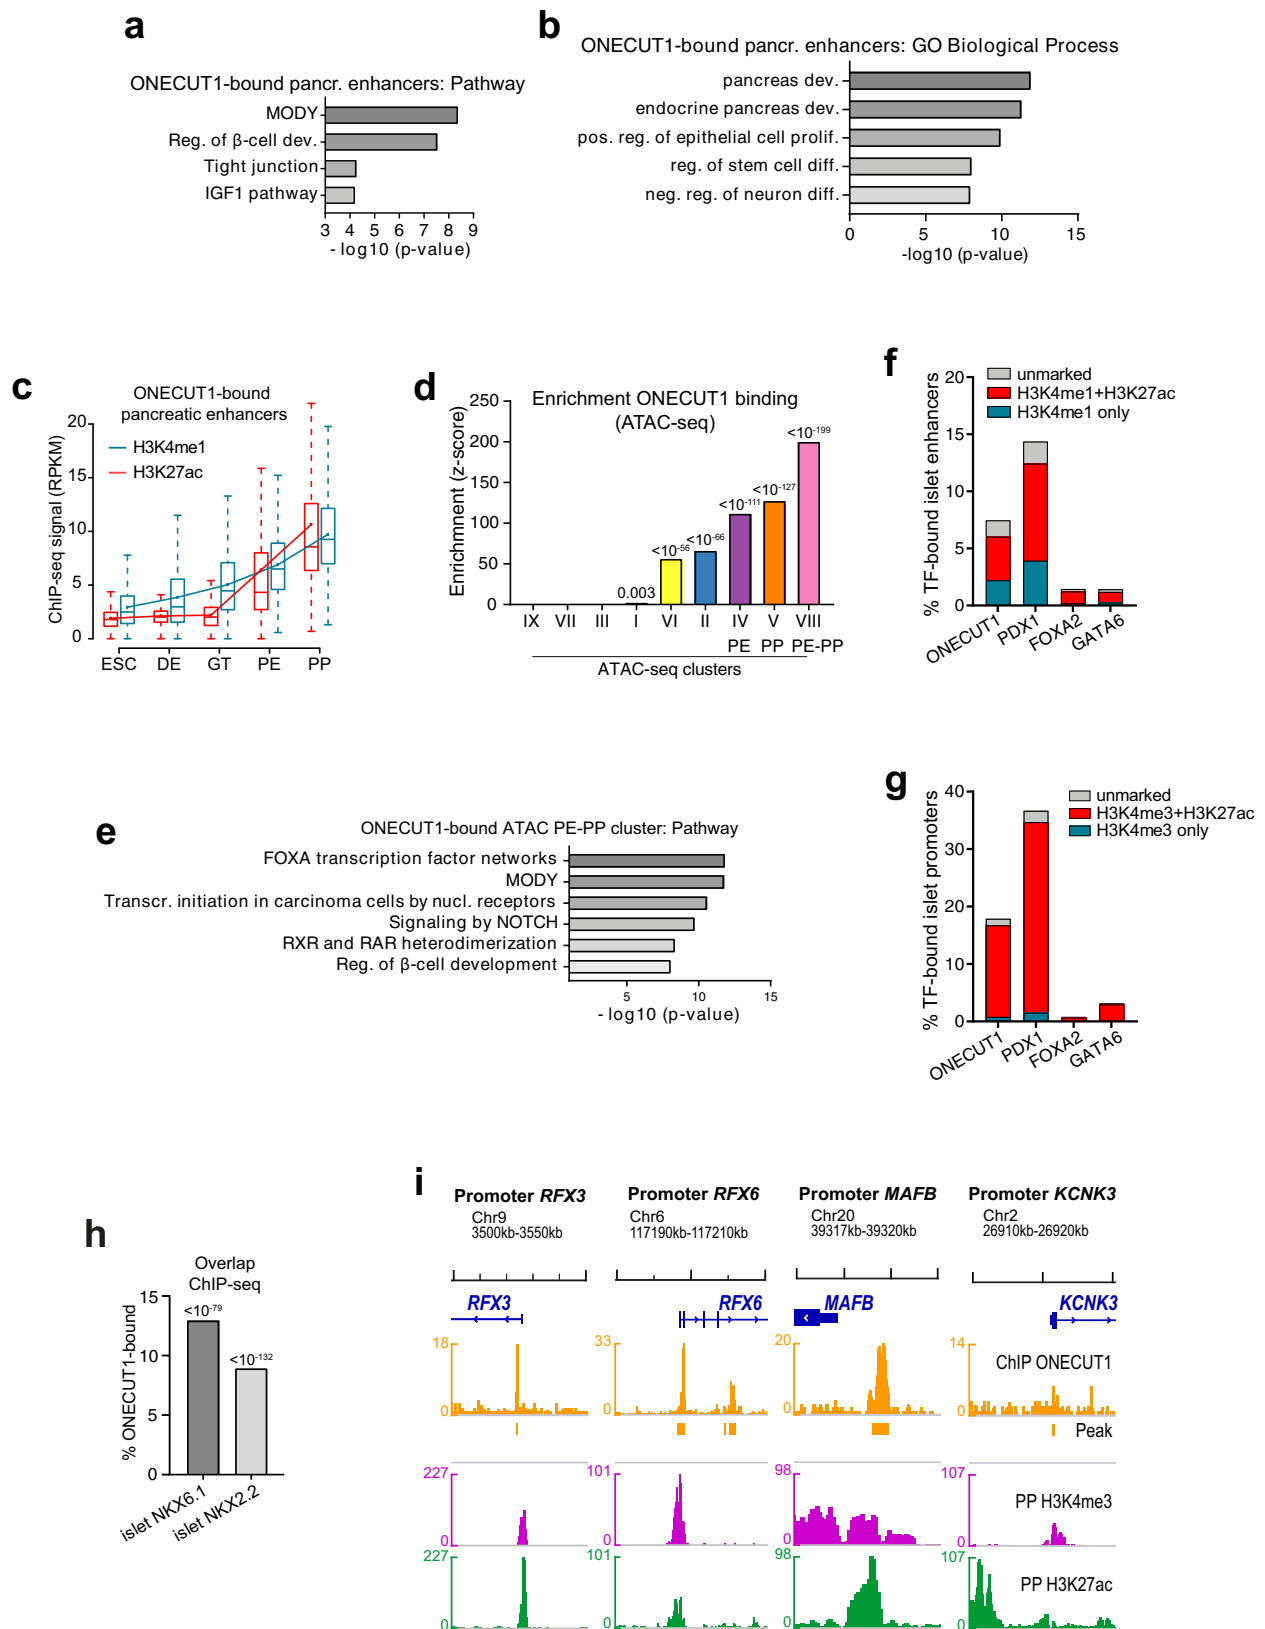 a
ONECUT1-bound pancr. enhancers: Pathway
MODY
Reg. of β-cell dev.
Tight junction
IGF1 pathway
3 4 5 6 7 8 9
- log10 (p-value)
b
ONECUT1-bound pancr. enhancers: GO Biological Process
pancreas dev.
endocrine pancreas dev.
pos. reg. of epithelial cell prolif.
reg. of stem cell diff.
neg. reg. of neuron diff.
0 5 10 15
-log10 (p-value)
c
ONECUT1-bound
pancreatic enhancers
H3K4me1
H3K27ac
ChIP-seq signal (RPKM)
20
15
10
5
0
ESC DE GT PE PP
d
Enrichment ONECUT1 binding
(ATAC-seq)
Enrichmnent (z-score)
250
200
150
100
50
0
0.003
<10-56
<10-66
<10-111
<10-127
<10-199
IX VII III I VI II IV V VIII
PE PP PE-PP
ATAC-seq clusters
f
unmarked
H3K4me1+H3K27ac
H3K4me1 only
% TF-bound islet enhancers
20
15
10
5
0
ONECUT1
PDX1
FOXA2
GATA6
e
ONECUT1-bound ATAC PE-PP cluster: Pathway
FOXA transcription factor networks
MODY
Transcr. initiation in carcinoma cells by nucl. receptors
Signaling by NOTCH
RXR and RAR heterodimerization
Reg. of β-cell development
5 10 15
- log10 (p-value)
g
unmarked
H3K4me3+H3K27ac
H3K4me3 only
% TF-bound islet promoters
40
30
20
10
0
ONECUT1
PDX1
FOXA2
GATA6
h
Overlap
ChIP-seq
% ONECUT1-bound
15
10
5
0
<10-79
<10-132
islet NKX6.1
islet NKX2.2
i
Promoter RFX3 Promoter RFX6 Promoter MAFB Promoter KCNK3
Chr9 Chr6 Chr20 Chr2
3500kb-3550kb 117190kb-117210kb 39317kb-39320kb 26910kb-26920kb
RFX3 RFX6 MAFB KCNK3
18 33 20 14
ChIP ONECUT1
0 0 0 0
Peak
227 101 98 107
PP H3K4me3
0 0 0 0
227 101 98 107
PP H3K27ac
0 0 0 0